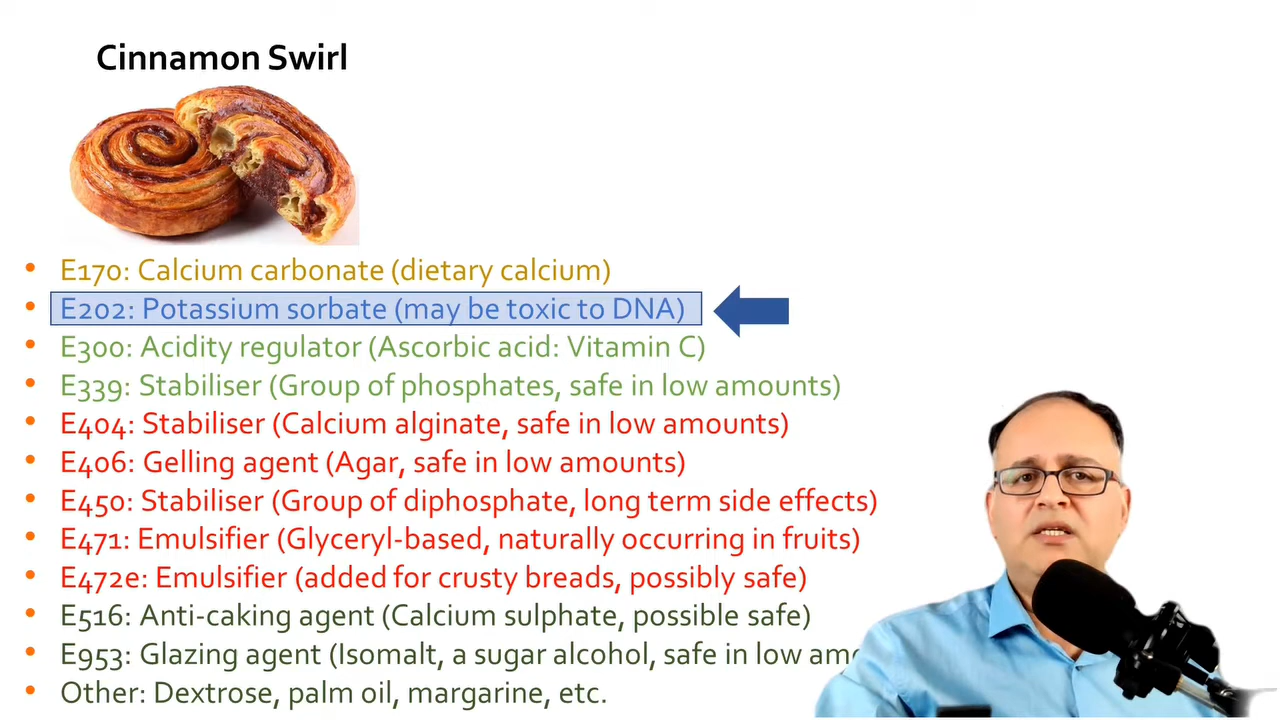 Cinnamon Swirl
• E170: Calcium carbonate (dietary calcium)
• E202: Potassium sorbate (may be toxic to DNA)
• E300: Acidity regulator (Ascorbic acid: Vitamin C)
• E339: Stabiliser (Group of phosphates, safe in low amounts)
• E404: Stabiliser (Calcium alginate, safe in low amounts)
• E406: Gelling agent (Agar, safe in low amounts)
• E450: Stabiliser (Group of diphosphate, long term side effects)
• E471: Emulsifier (Glyceryl-based, naturally occurring in fruits)
• E472e: Emulsifier (added for crusty breads, possibly safe)
• E516: Anti-caking agent (Calcium sulphate, possible safe)
• E953: Glazing agent (Isomalt, a sugar alcohol, safe in low
• Other: Dextrose, palm oil, margarine, etc.